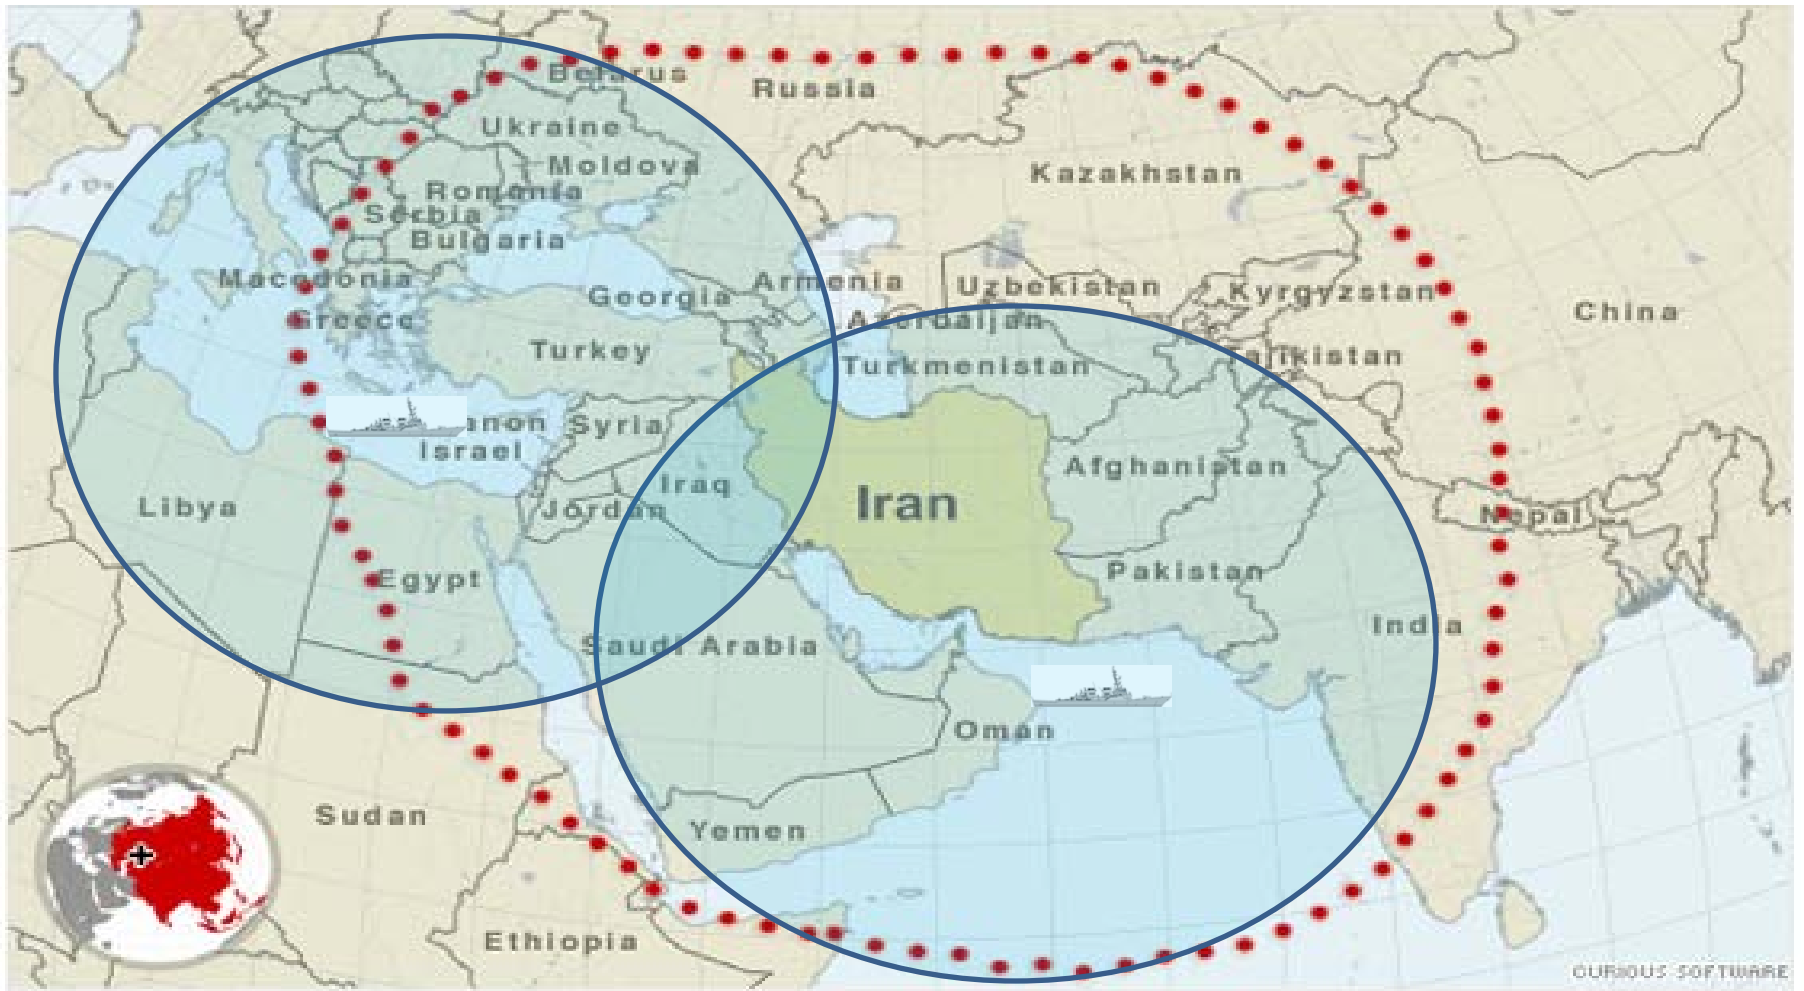 Belarus
Russia
Ukraine
Moldova
Kazakhstan
Romania
Serbia
Bulgaria
Macedonia
Armenia
Uzbekistan
Kyrgyzstan
Georgia
China
Greece
Azerbaijan
Turkey
Tajikistan
Turkmenistan
anon
Syria
Israel
Afghanistan
Iraq
Iran
Libya
Jordan
Nepal
Egypt
Pakistan
India
Saudi Arabia
Oman
Sudan
Yemen
Ethiopia
CURIOUS SOFTWARE